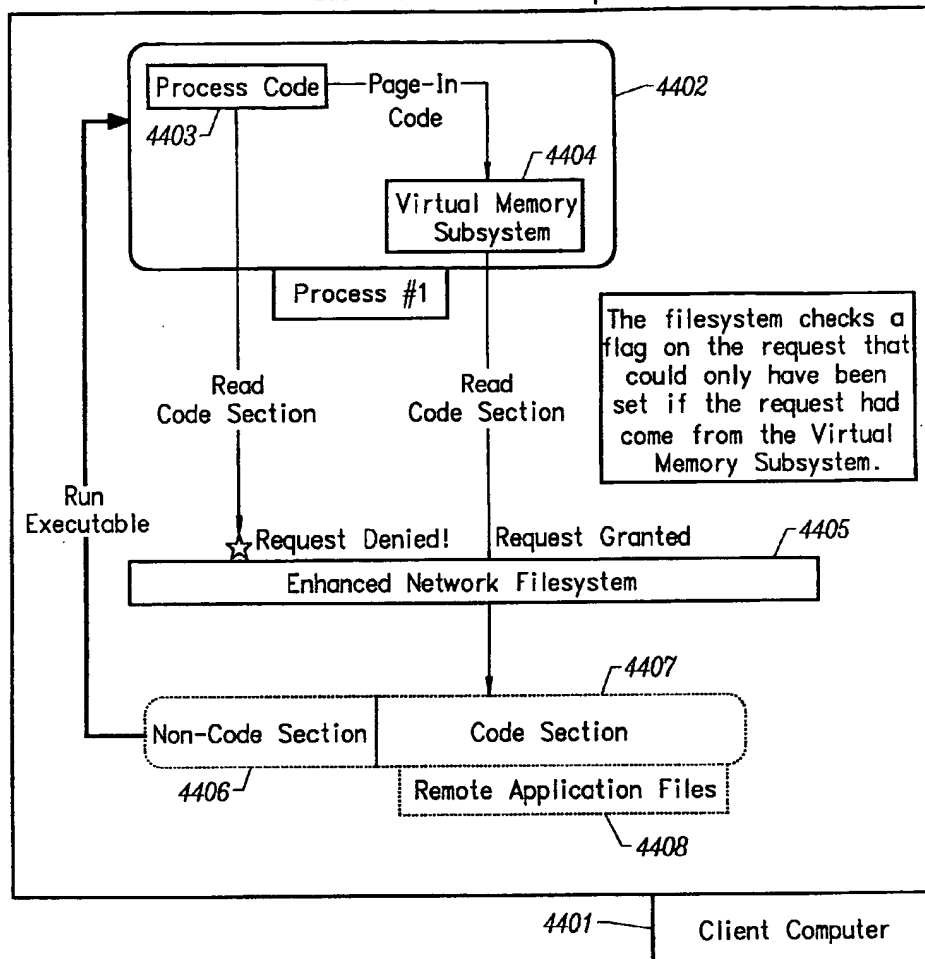 Process Code
Page-In
Code
4402
4403
4404
Virtual Memory
Subsystem
Process #1
The filesystem checks a
flag on the request that
could only have been
set if the request had
come from the Virtual
Memory Subsystem.
Read
Code Section
Read
Code Section
Run
Executable
Request Denied!
Request Granted
4405
Enhanced Network Filesystem
4407
Non-Code Section
Code Section
4406
Remote Application Files
4408
4401
Client Computer